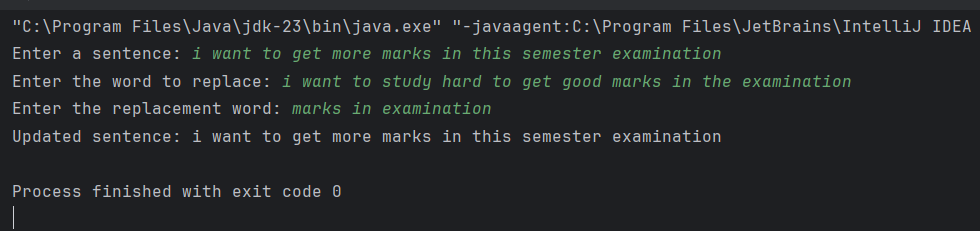 "C:\Program Files\Java\jdk-23\bin\java.exe" "-javaagent:C:\Program Files\JetBrains\IntelliJ IDEA
Enter a sentence: i want to get more marks in this semester examination
Enter the word to replace: i want to study hard to get good marks in the examination
Enter the replacement word: marks in examination
Updated sentence: i want to get more marks in this semester examination
Process finished with exit code 0